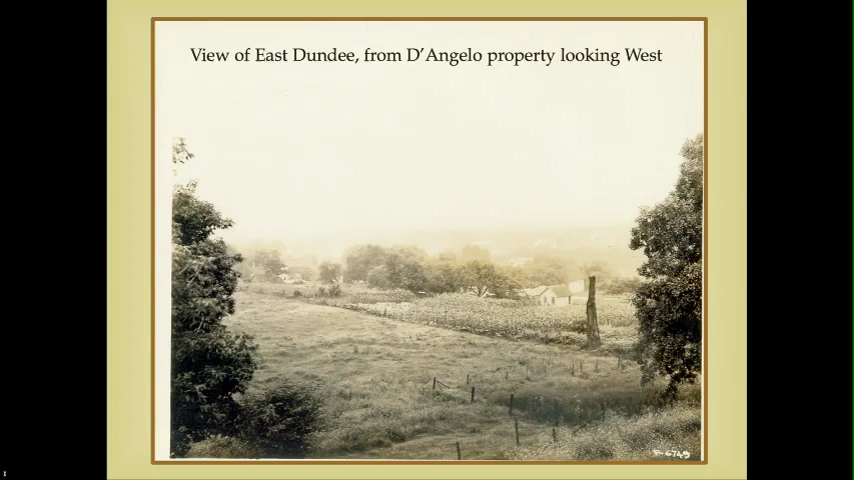 View of East Dundee, from D'Angelo property looking West
P-6749